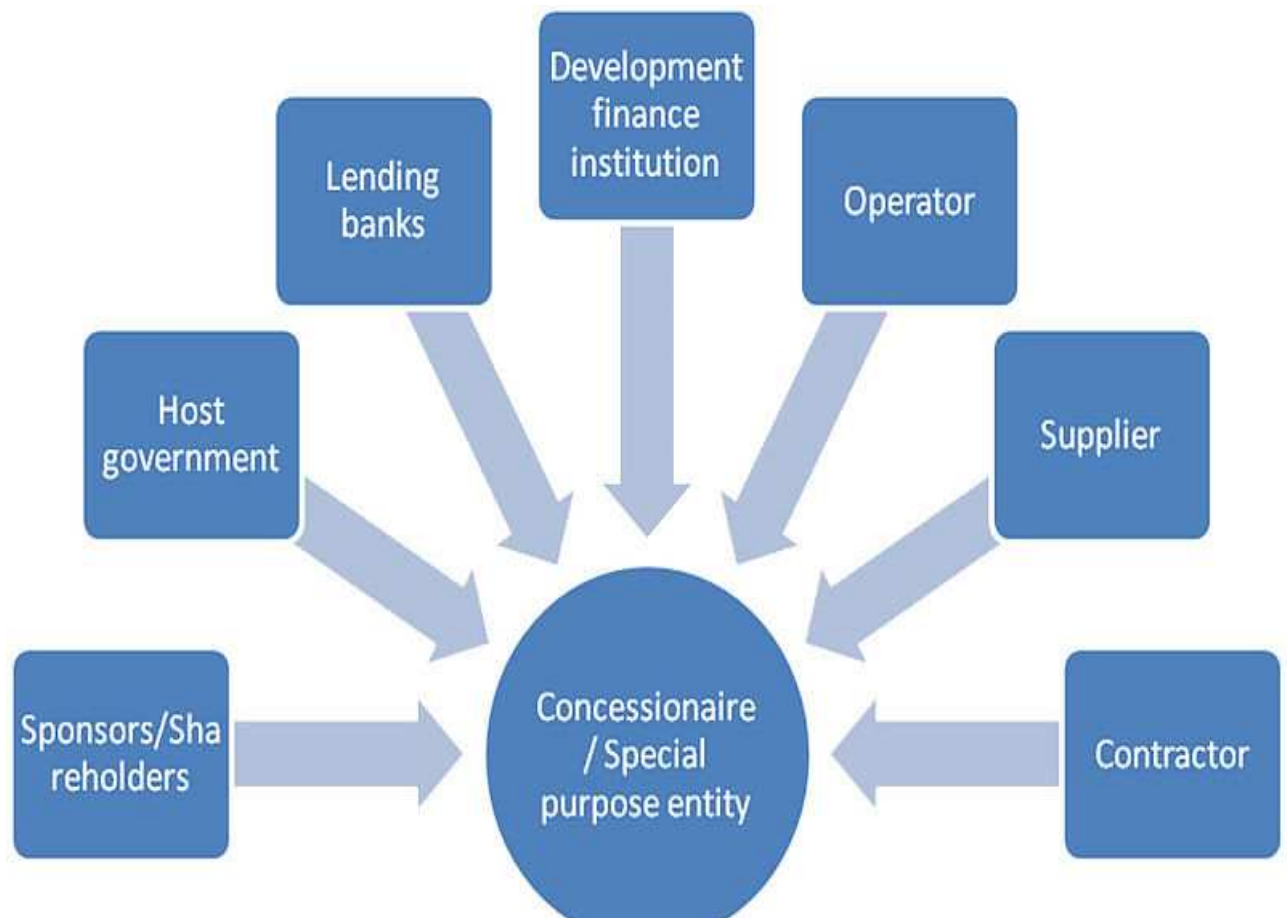 Development
finance
institution
Lending
banks
Operator
Host
government
Supplier
Sponsors/Sha
reholders
Concessionaire
/ Special
purpose entity
Contractor